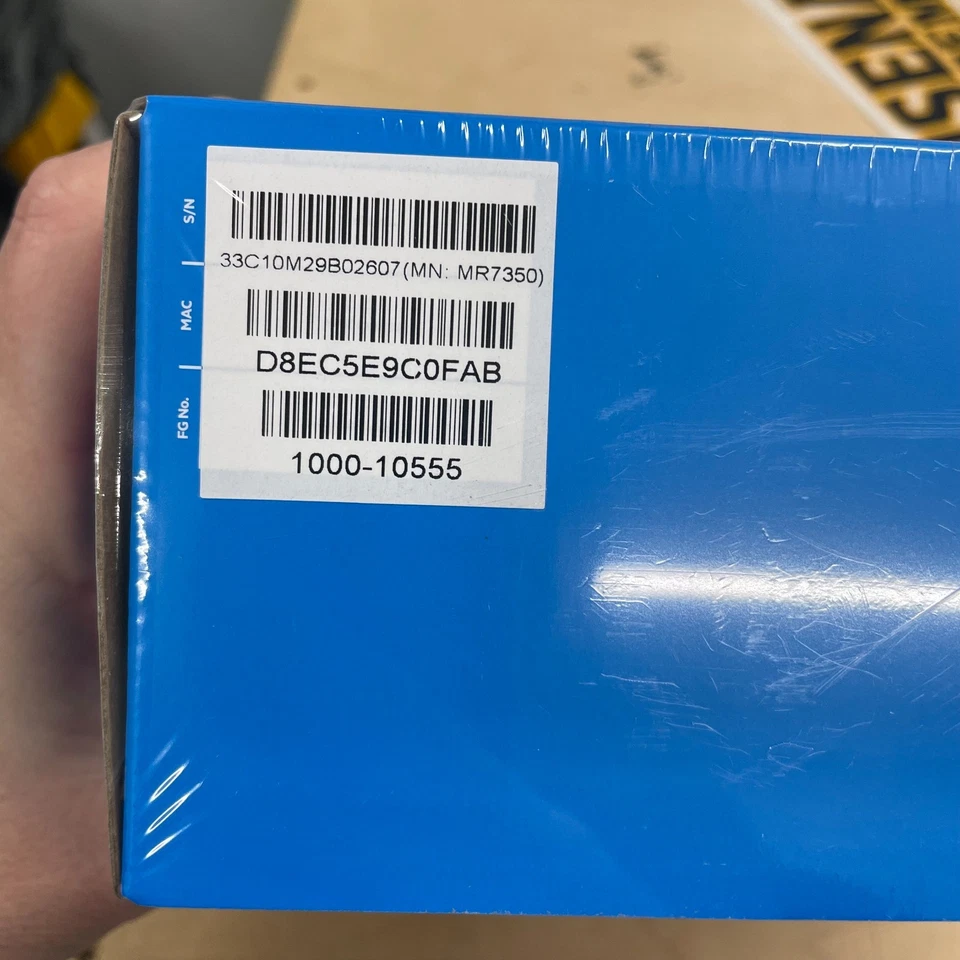 S/N
33C10M29B02607(MN: MR7350)
MAC
D8EC5E9C0FAB
FG No.
1000-10555